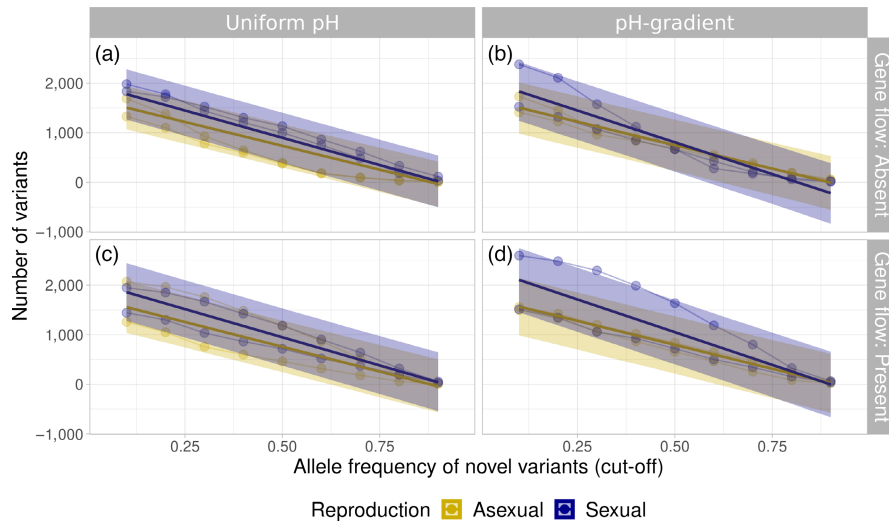 Uniform pH
pH-gradient
(a)
(b)
2,000
1,000
0
−1,000
Gene flow: Absent
(c)
(d)
2,000
1,000
0
−1,000
Gene flow: Present
Number of variants
0.25
0.50
0.75
0.25
0.50
0.75
Allele frequency of novel variants (cut-off)
Reproduction
Asexual
Sexual